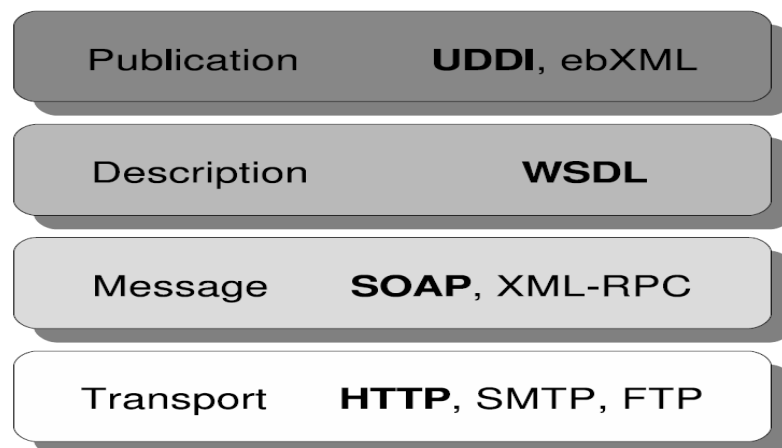 Publication UDDI, ebXML
Description WSDL
Message SOAP, XML-RPC
Transport HTTP, SMTP, FTP